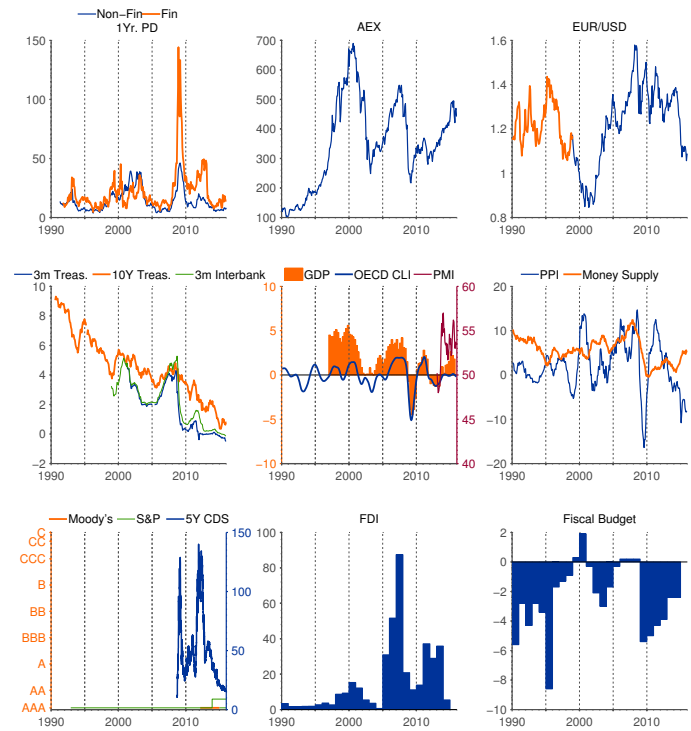 Non-Fin Fin
1Yr. PD
150
100
50
0
1990 2000 2010
AEX
700
600
500
400
300
200
100
1990 2000 2010
EUR/USD
1.6
1.4
1.2
1
0.8
1990 2000 2010
3m Treas. 10Y Treas. 3m Interbank
10
8
6
4
2
0
−2
1990 2000 2010
GDP OECD CLI PMI
10 60
5 55
0 50
−5 45
−10 40
1990 2000 2010
PPI Money Supply
20
10
0
−10
−20
1990 2000 2010
Moody's S&P 5Y CDS
C 150
CC
CCC
B 100
BB
BBB 50
A
AA
AAA 0
1990 2000 2010
FDI
100
80
60
40
20
0
1990 2000 2010
Fiscal Budget
2
0
−2
−4
−6
−8
−10
1990 2000 2010